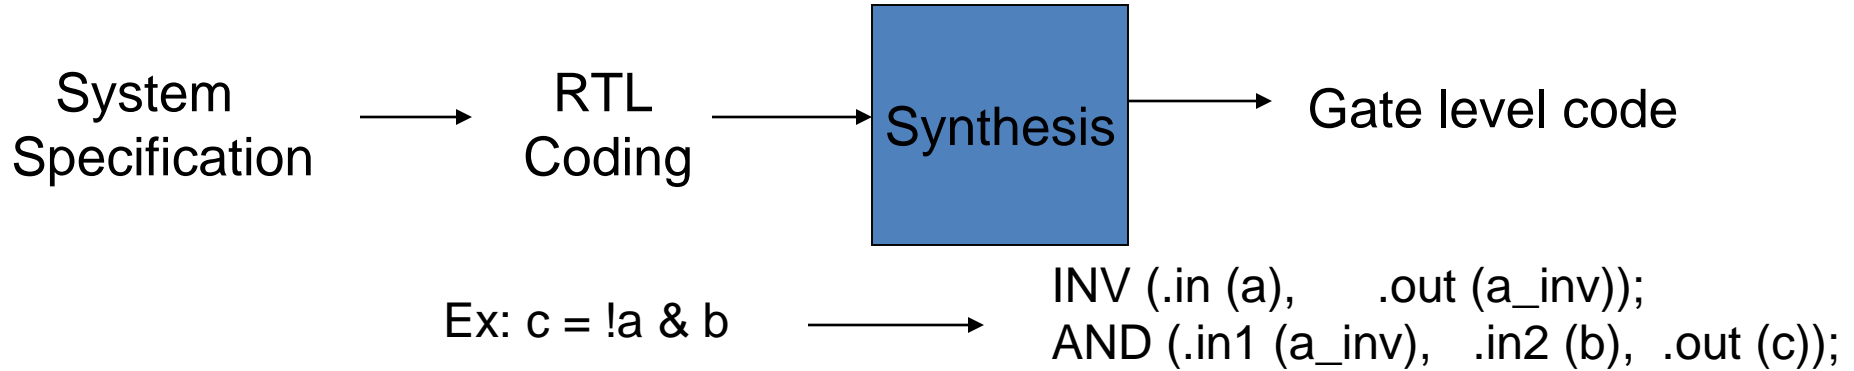 System
Specification
RTL
Coding
Synthesis
Gate level code
Ex: c = !a & b
INV (.in (a), .out (a_inv));
AND (.in1 (a_inv), .in2 (b), .out (c));